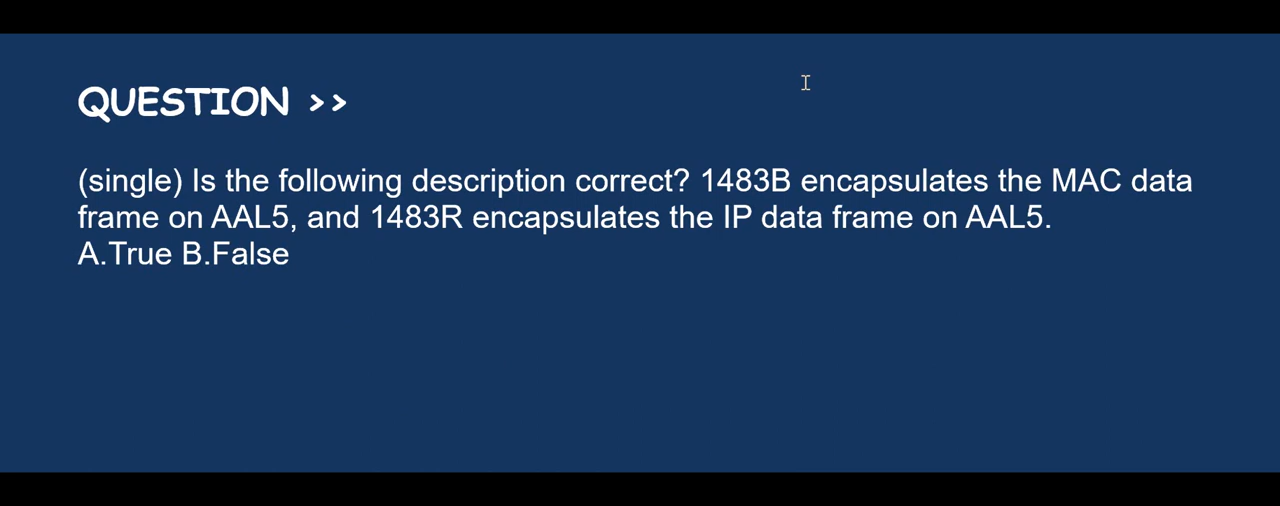 QUESTION >>
(single) Is the following description correct? 1483B encapsulates the MAC data
frame on AAL5, and 1483R encapsulates the IP data frame on AAL5.
A.True B.False